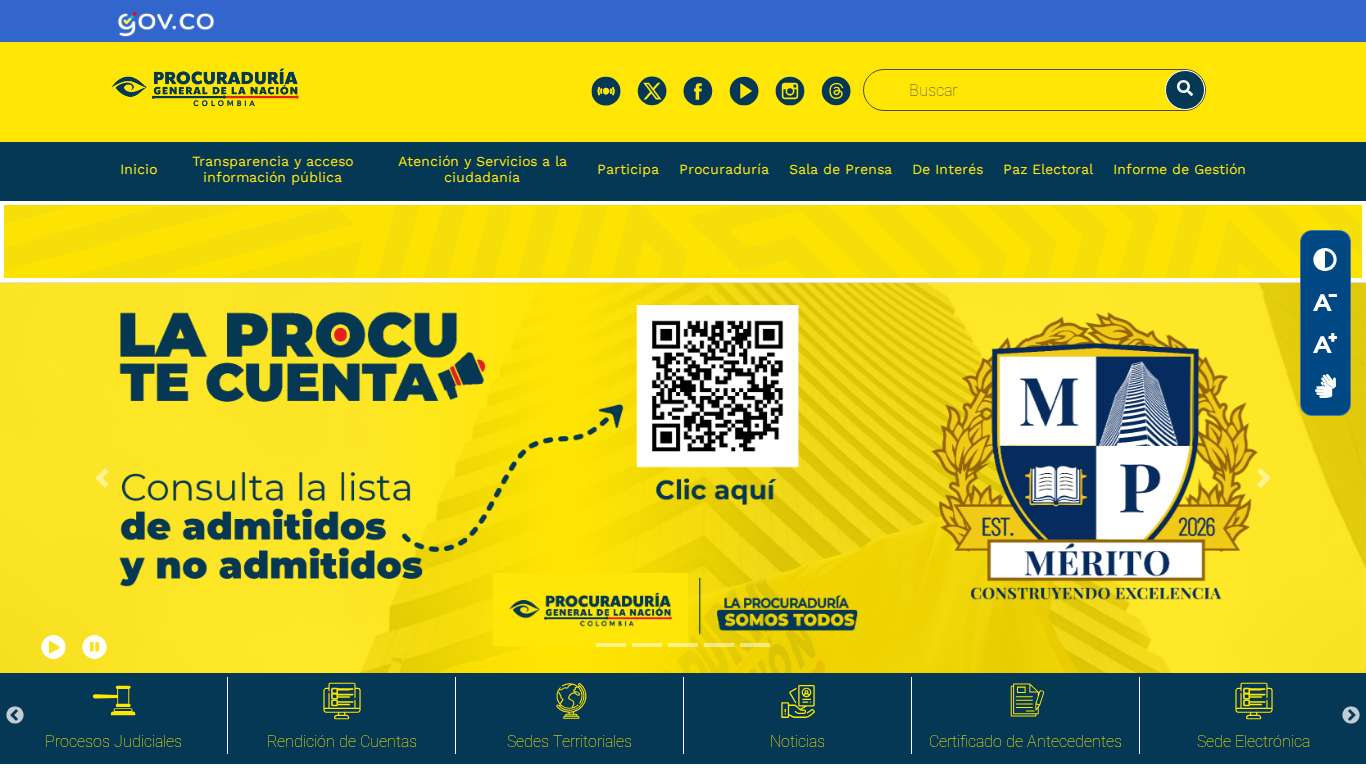 GOV.CO
PROCURADURÍA
GENERAL DE LA NACIÓN
COLOMBIA
Buscar
Inicio
Transparencia y acceso
información pública
Atención y Servicios a la
ciudadanía
Participa
Procuraduría
Sala de Prensa
De Interés
Paz Electoral
Informe de Gestión
A-
A+
LA PROCU
TE CUENTA
Consulta la lista
de admitidos
y no admitidos
Clic aquí
M
P
EST. 2026
MÉRITO
CONSTRUYENDO EXCELENCIA
PROCURADURÍA
GENERAL DE LA NACIÓN
COLOMBIA
LA PROCURADURÍA
SOMOS TODOS
Procesos Judiciales
Rendición de Cuentas
Sedes Territoriales
Noticias
Certificado de Antecedentes
Sede Electrónica